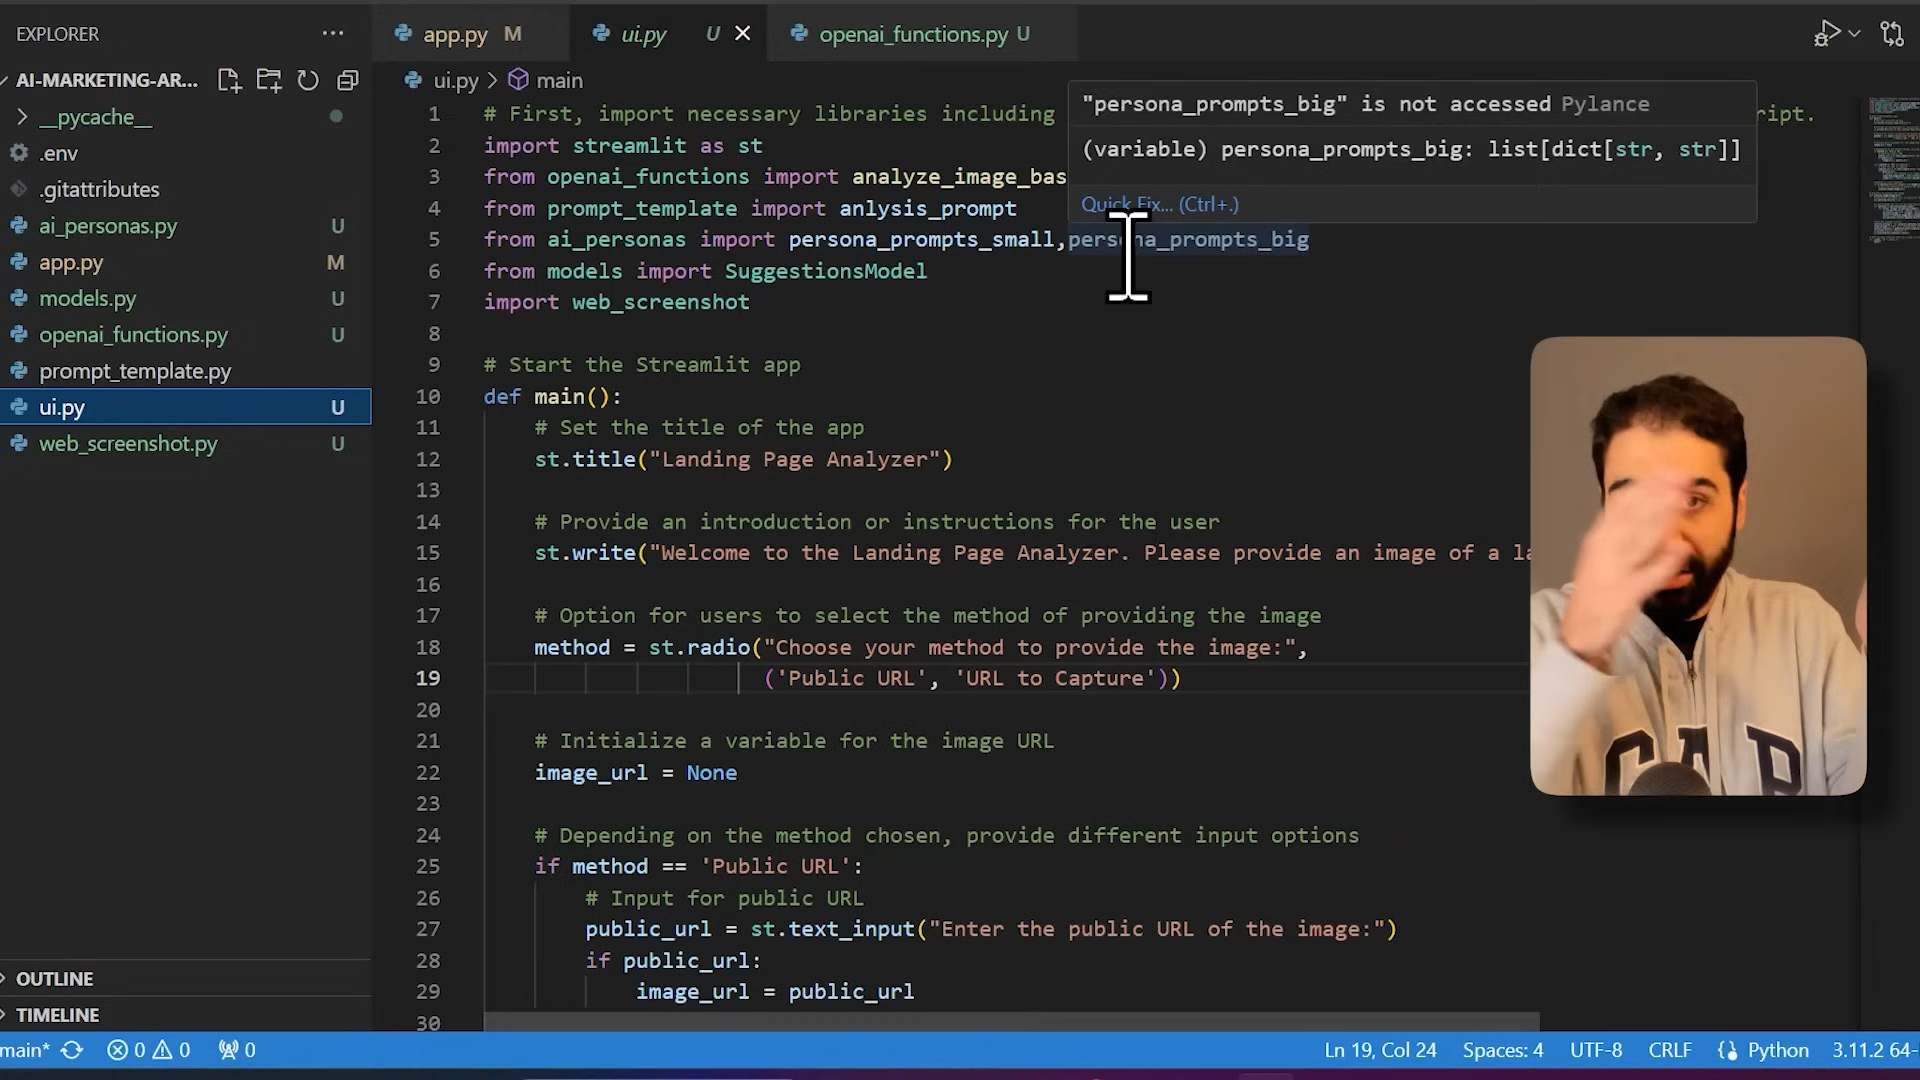 EXPLORER
app.py M
ui.py U
openai_functions.py U
AI-MARKETING-AR...
__pycache__
.env
.gitattributes
ai_personas.py U
app.py M
models.py U
openai_functions.py U
prompt_template.py
ui.py U
web_screenshot.py U
OUTLINE
TIMELINE
ui.py > main
"persona_prompts_big" is not accessed Pylance
(variable) persona_prompts_big: list[dict[str, str]]
Quick Fix... (Ctrl+.)
1 # First, import necessary libraries including ript.
2 import streamlit as st
3 from openai_functions import analyze_image_bas
4 from prompt_template import anlysis_prompt
5 from ai_personas import persona_prompts_small,persona_prompts_big
6 from models import SuggestionsModel
7 import web_screenshot
8
9 # Start the Streamlit app
10 def main():
11 # Set the title of the app
12 st.title("Landing Page Analyzer")
13
14 # Provide an introduction or instructions for the user
15 st.write("Welcome to the Landing Page Analyzer. Please provide an image of a la
16
17 # Option for users to select the method of providing the image
18 method = st.radio("Choose your method to provide the image:",
19 ('Public URL', 'URL to Capture'))
20
21 # Initialize a variable for the image URL
22 image_url = None
23
24 # Depending on the method chosen, provide different input options
25 if method == 'Public URL':
26 # Input for public URL
27 public_url = st.text_input("Enter the public URL of the image:")
28 if public_url:
29 image_url = public_url
30
GAP
main* 0 0 0
Ln 19, Col 24 Spaces: 4 UTF-8 CRLF Python 3.11.2 64-